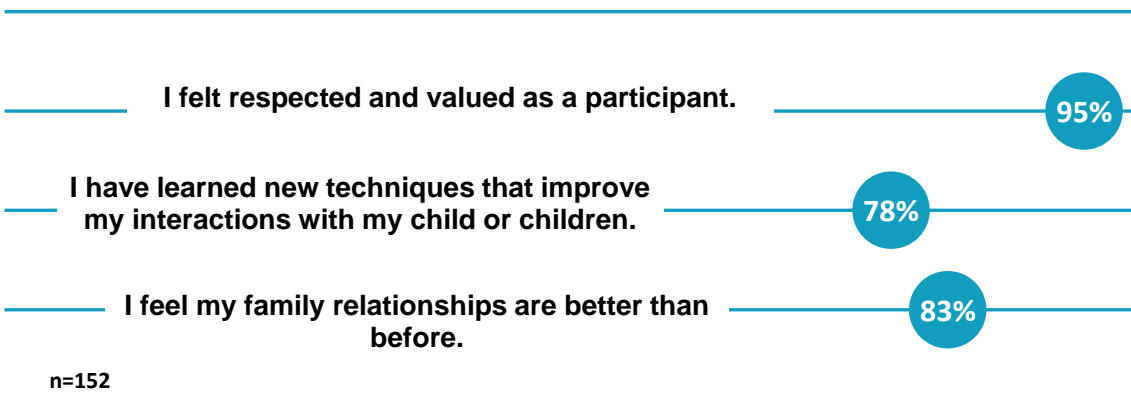 I felt respected and valued as a participant.
95%
I have learned new techniques that improve
my interactions with my child or children.
78%
I feel my family relationships are better than
before.
83%
n=152